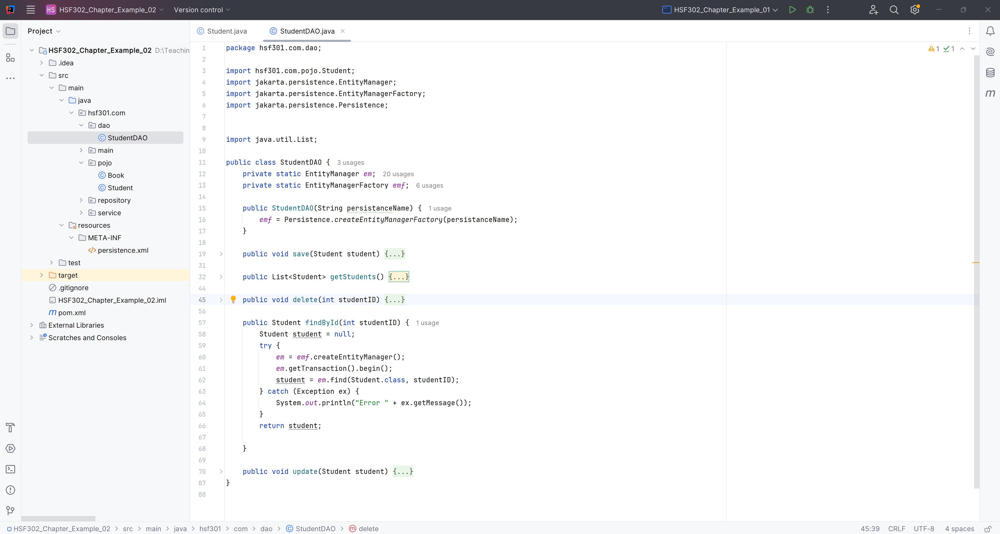 HS HSF302_Chapter_Example_02 Version control HSF302_Chapter_Example_01
Project
Student.java StudentDAO.java
HSF302_Chapter_Example_02 D:\Teachin
.idea
src
main
java
hsf301.com
dao
StudentDAO
main
pojo
Book
Student
repository
service
resources
META-INF
persistence.xml
test
target
.gitignore
HSF302_Chapter_Example_02.iml
pom.xml
External Libraries
Scratches and Consoles
1 package hsf301.com.dao;
2
3 import hsf301.com.pojo.Student;
4 import jakarta.persistence.EntityManager;
5 import jakarta.persistence.EntityManagerFactory;
6 import jakarta.persistence.Persistence;
7
8
9 import java.util.List;
10
11 public class StudentDAO { 3 usages
12 private static EntityManager em; 20 usages
13 private static EntityManagerFactory emf; 6 usages
14
15 public StudentDAO(String persistanceName) { 1 usage
16 emf = Persistence.createEntityManagerFactory(persistanceName);
17 }
18
19 public void save(Student student) {...}
31
32 public List<Student> getStudents() {...}
44
45 public void delete(int studentID) {...}
56
57 public Student findById(int studentID) { 1 usage
58 Student student = null;
59 try {
60 em = emf.createEntityManager();
61 em.getTransaction().begin();
62 student = em.find(Student.class, studentID);
63 } catch (Exception ex) {
64 System.out.println("Error " + ex.getMessage());
65 }
66 return student;
67
68 }
69
70 public void update(Student student) {...}
87 }
88
1 1
HSF302_Chapter_Example_02 > src > main > java > hsf301 > com > dao > StudentDAO > delete
45:39 CRLF UTF-8 4 spaces